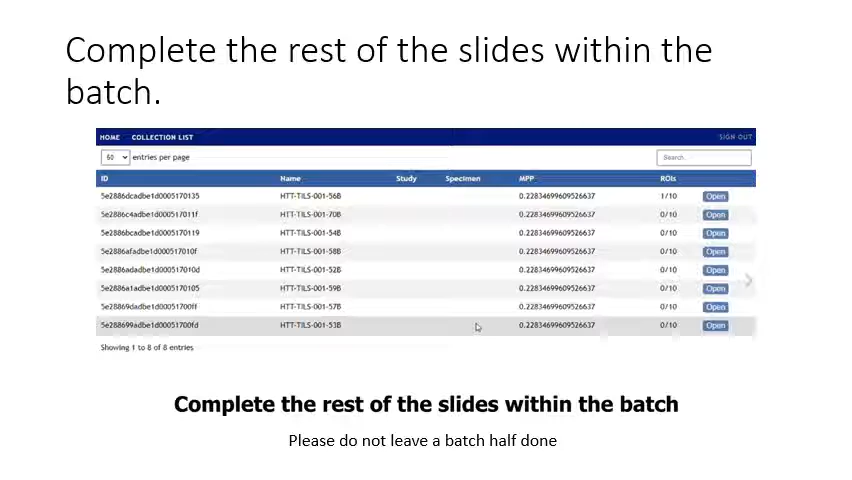 Complete the rest of the slides within the
batch.
HOME COLLECTION LIST SIGN OUT
60 entries per page Search...
ID Name Study Specimen MPP ROIs
5e2886dcadbe1d0005170135 HTT-TILS-001-56B 0.22834699609526637 1/10 Open
5e2886c4adbe1d000517011f HTT-TILS-001-70B 0.22834699609526637 0/10 Open
5e2886bcadbe1d0005170119 HTT-TILS-001-54B 0.22834699609526637 0/10 Open
5e2886afadbe1d000517010f HTT-TILS-001-58B 0.22834699609526637 0/10 Open
5e2886adadbe1d000517010d HTT-TILS-001-52B 0.22834699609526637 0/10 Open
5e2886a1adbe1d0005170105 HTT-TILS-001-59B 0.22834699609526637 0/10 Open
5e28869dadbe1d00051700ff HTT-TILS-001-57B 0.22834699609526637 0/10 Open
5e288699adbe1d00051700fd HTT-TILS-001-53B 0.22834699609526637 0/10 Open
Showing 1 to 8 of 8 entries
Complete the rest of the slides within the batch
Please do not leave a batch half done